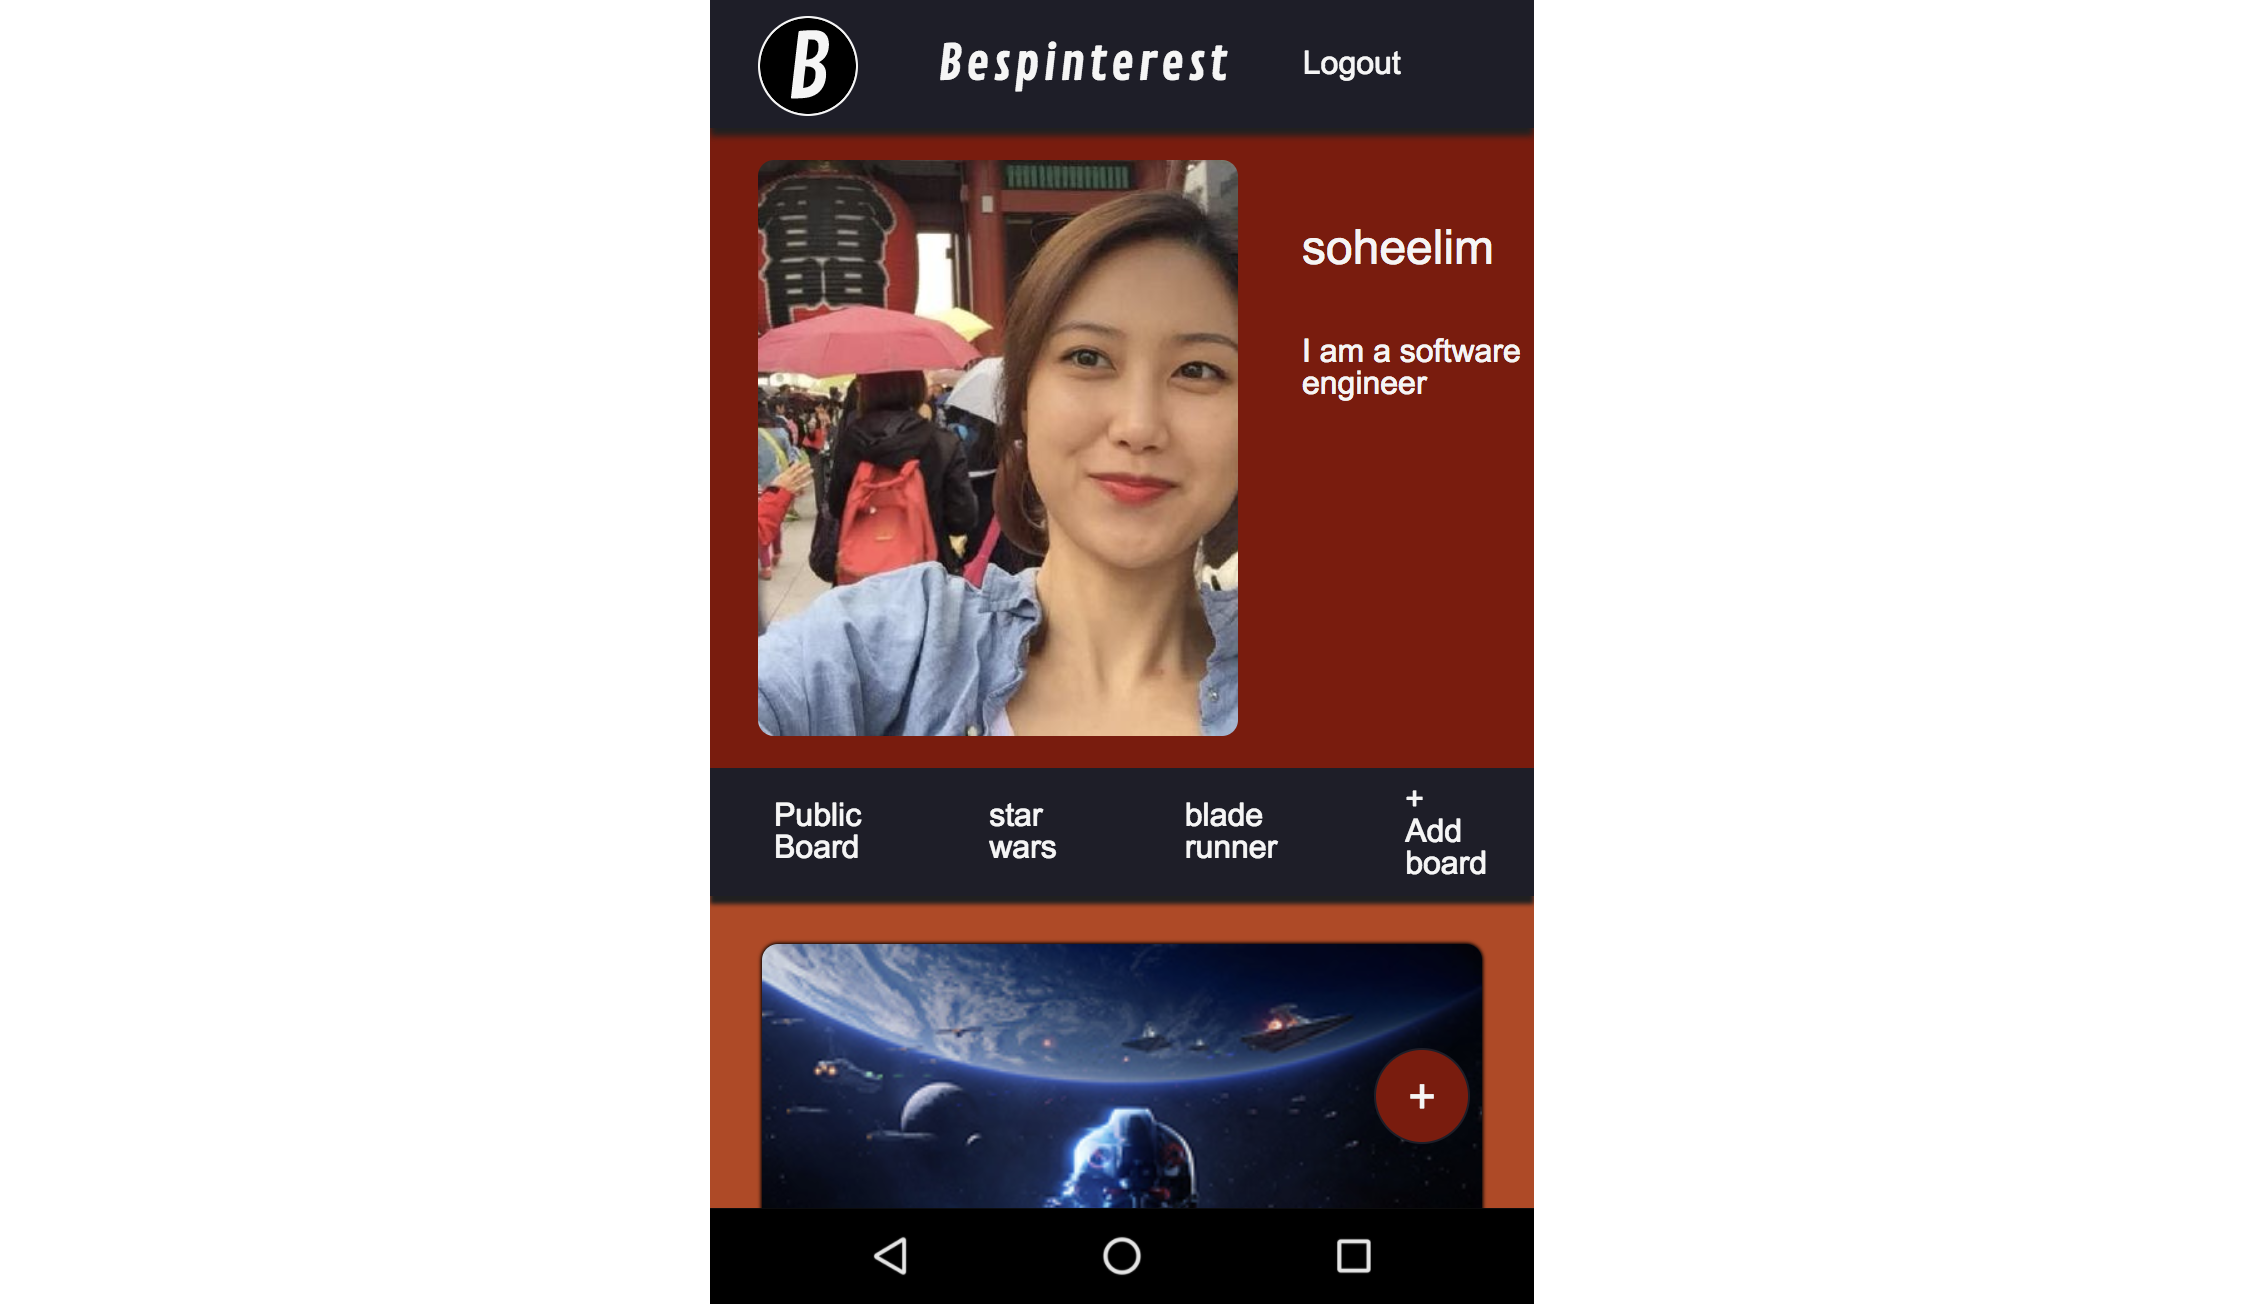 B
Bespinterest
Logout
soheelim
I am a software
engineer
Public
Board
star
wars
blade
runner
+
Add
board
+